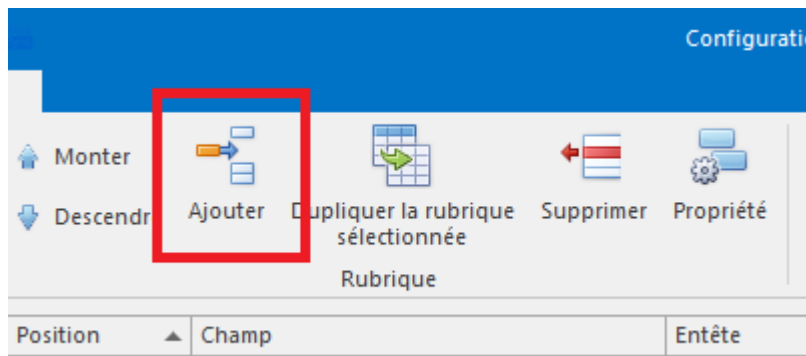 Configurati
Monter
Descendr
Ajouter
Dupliquer la rubrique
sélectionnée
Supprimer
Propriété
Rubrique
Position
Champ
Entête